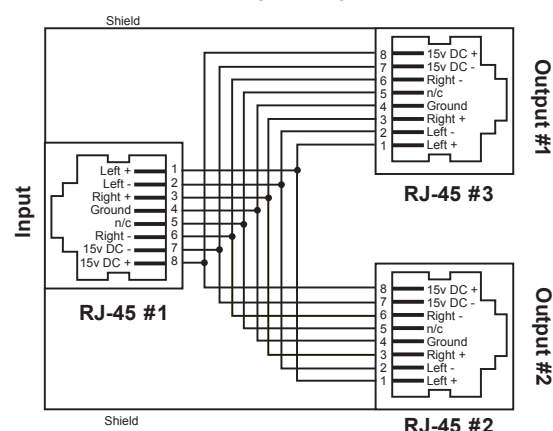 Shield
8 15v DC +
7 15v DC -
6 Right -
5 n/c
4 Ground
3 Right +
2 Left -
1 Left +
Output #1
RJ-45 #3
Input
Left + 1
Left - 2
Right + 3
Ground 4
n/c 5
Right - 6
15v DC - 7
15v DC + 8
RJ-45 #1
8 15v DC +
7 15v DC -
6 Right -
5 n/c
4 Ground
3 Right +
2 Left -
1 Left +
Output #2
Shield
RJ-45 #2